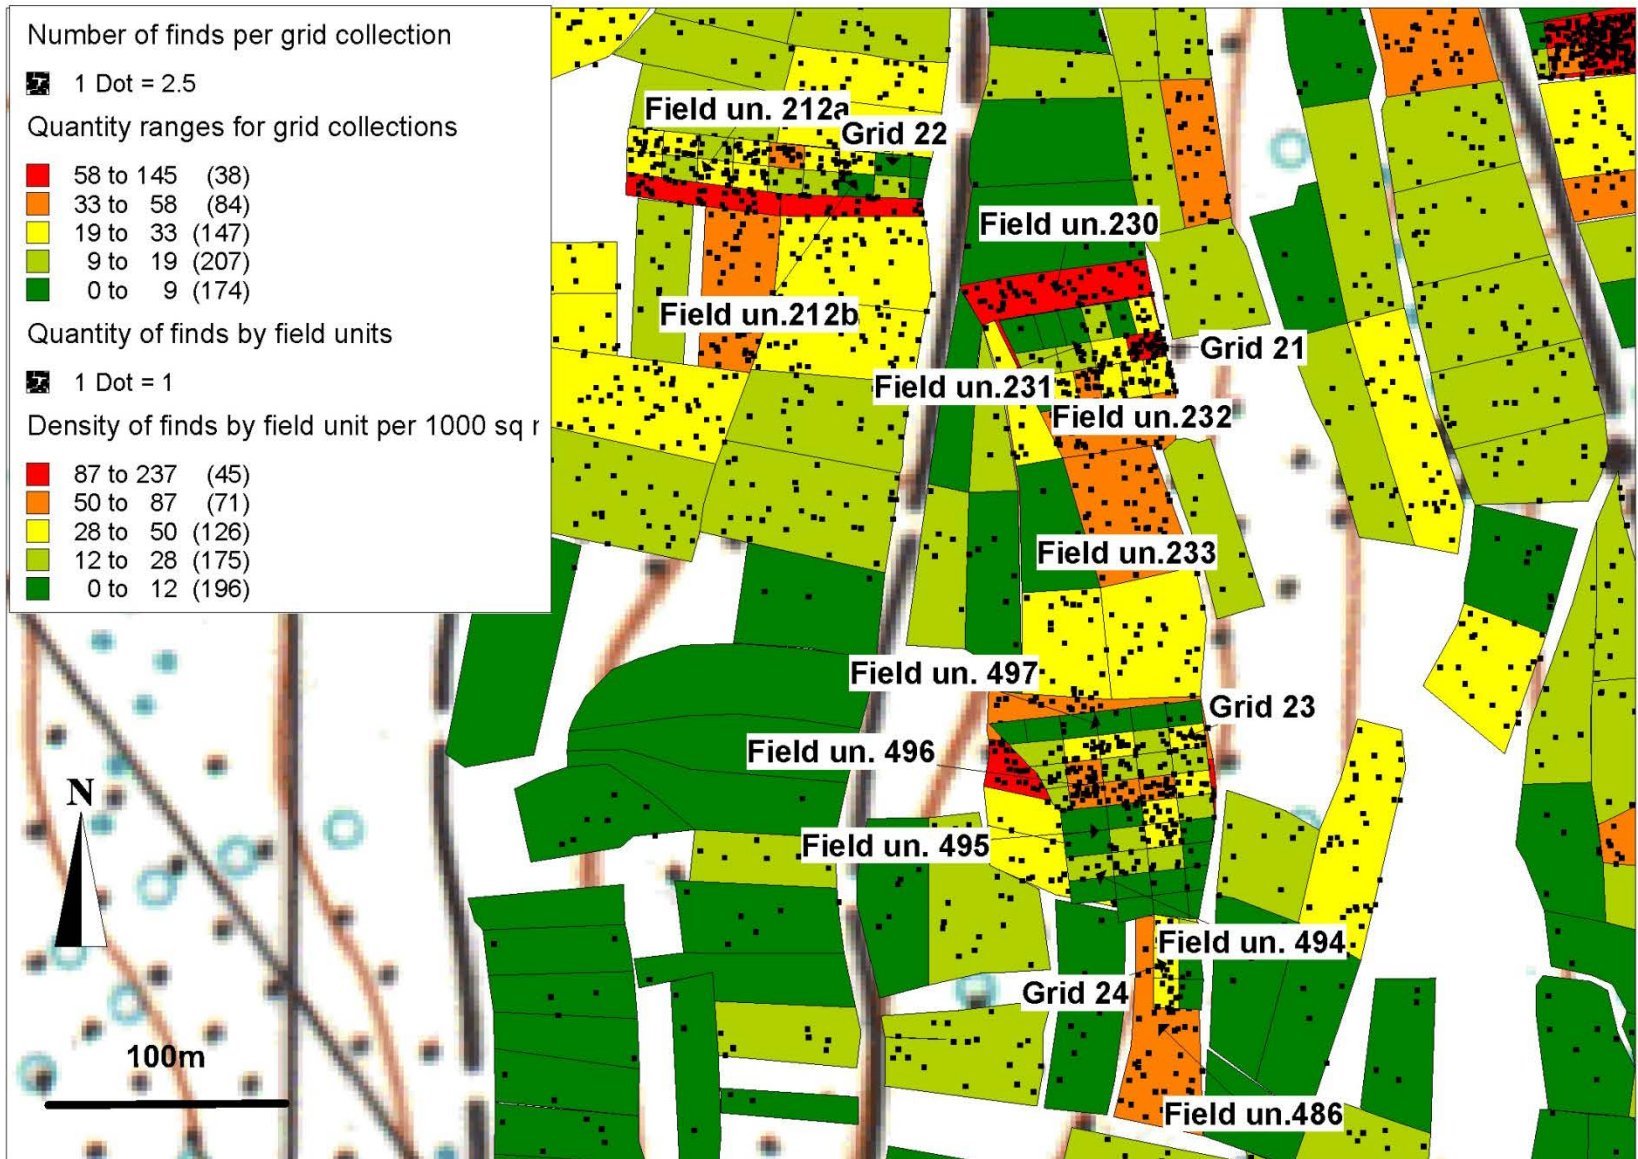 Number of finds per grid collection
1 Dot = 2.5
Quantity ranges for grid collections
58 to 145 (38)
33 to 58 (84)
19 to 33 (147)
9 to 19 (207)
0 to 9 (174)
Quantity of finds by field units
1 Dot = 1
Density of finds by field unit per 1000 sq r
87 to 237 (45)
50 to 87 (71)
28 to 50 (126)
12 to 28 (175)
0 to 12 (196)
Field un. 212a
Grid 22
Field un.230
Field un.212b
Grid 21
Field un.231
Field un.232
Field un.233
Field un. 497
Grid 23
Field un. 496
N
Field un. 495
Field un. 494
Grid 24
100m
Field un.486